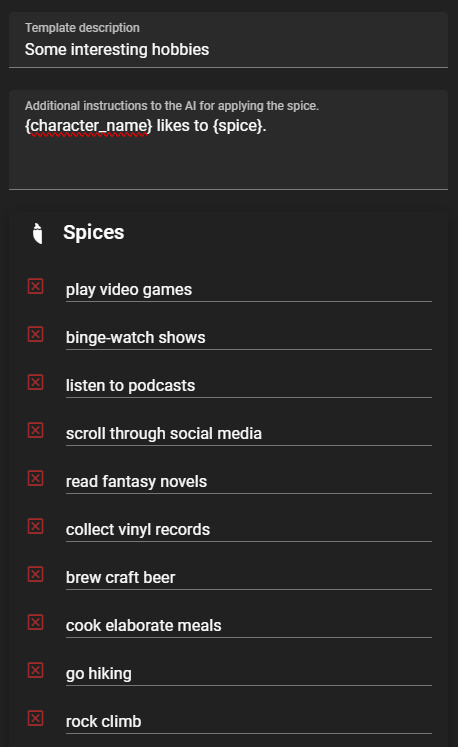 Template description
Some interesting hobbies
Additional instructions to the AI for applying the spice.
{character_name} likes to {spice}.
Spices
play video games
binge-watch shows
listen to podcasts
scroll through social media
read fantasy novels
collect vinyl records
brew craft beer
cook elaborate meals
go hiking
rock climb